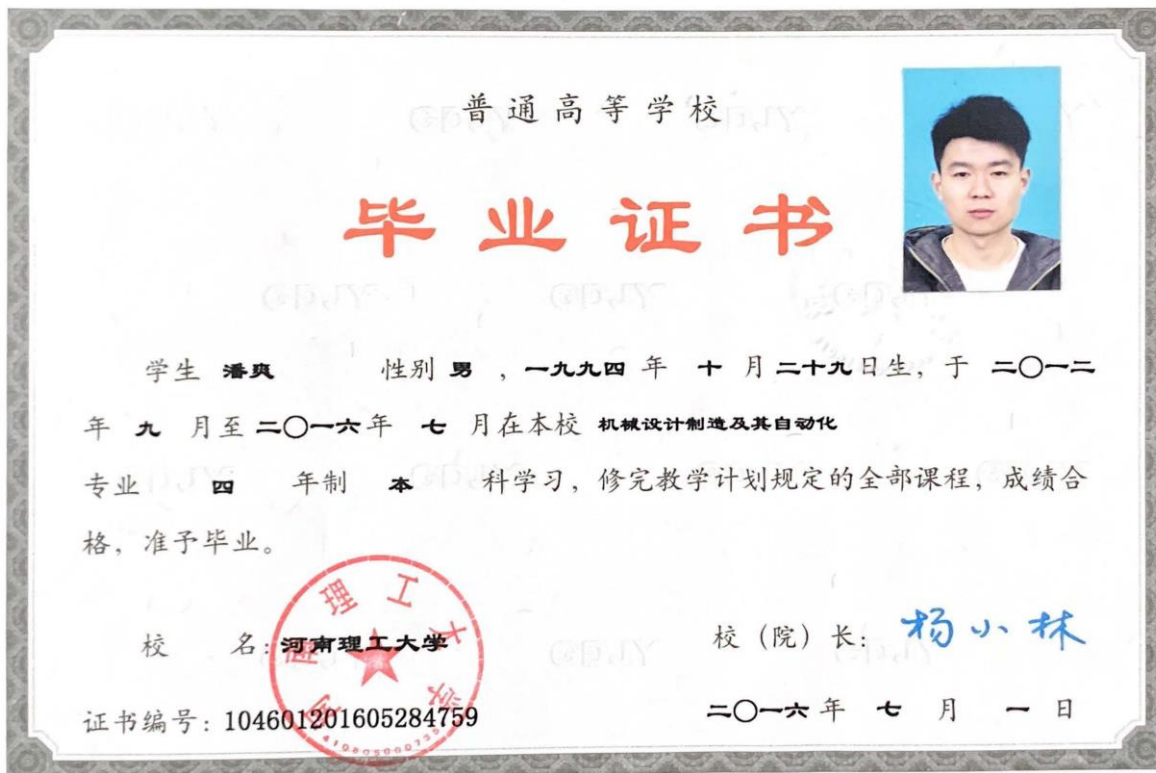 普通高等学校
毕业证书
学生 潘爽 性别 男 ，一九九四 年 十 月 二十九 日生，于 二〇一二
年 九 月至 二〇一六 年 七 月在本校 机械设计制造及其自动化
专业 四 年制 本 科学习，修完教学计划规定的全部课程，成绩合
格，准予毕业。
校 名：河南理工大学
校（院）长：杨小林
证书编号：104601201605284759
二〇一六 年 七 月 一 日
河南理工大学